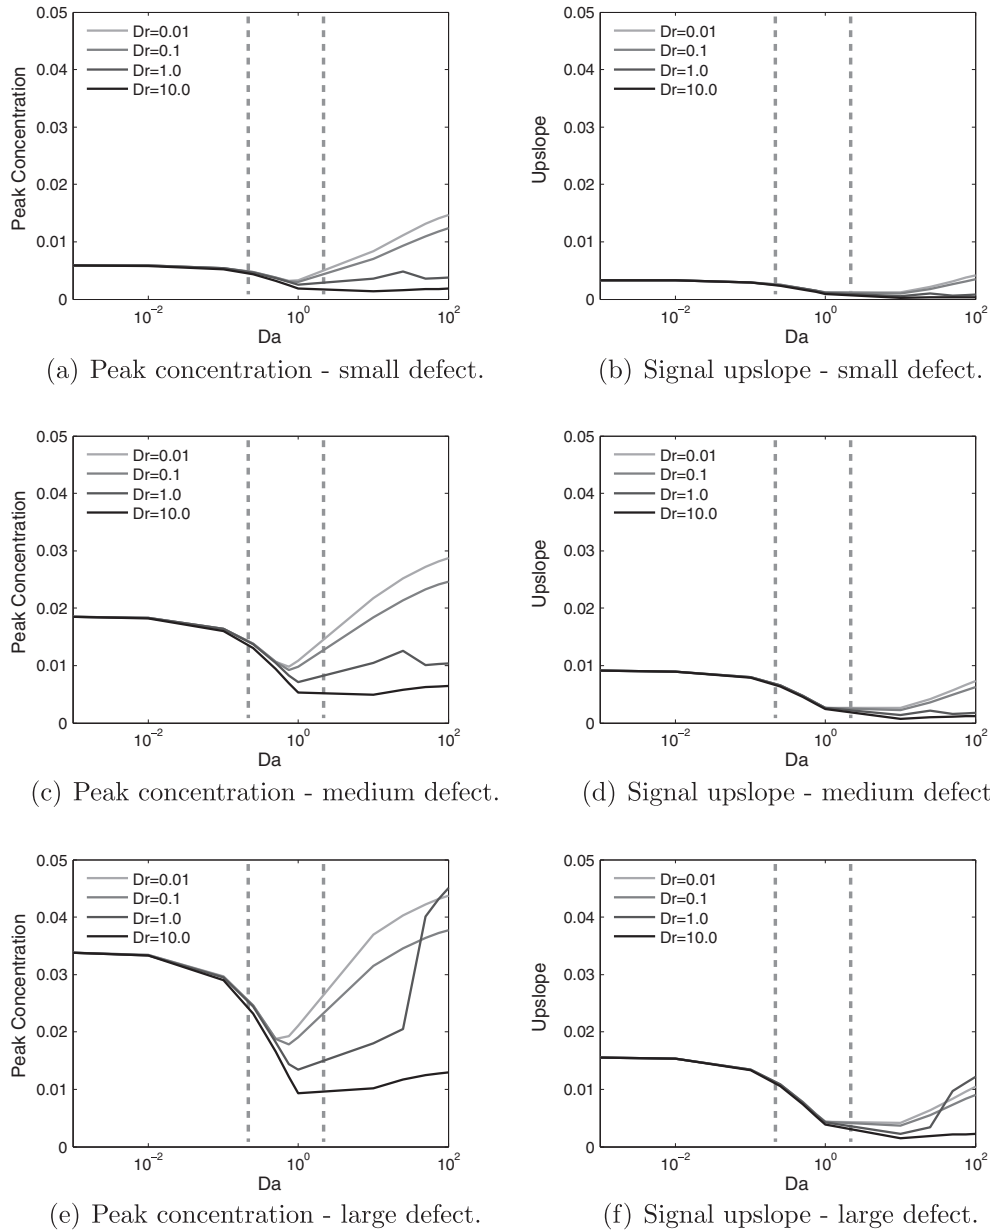 0.05
0.04
0.03
0.02
0.01
0
Peak Concentration
Dr=0.01
Dr=0.1
Dr=1.0
Dr=10.0
10^-2
10^0
10^2
Da
(a) Peak concentration - small defect.
0.05
0.04
0.03
0.02
0.01
0
Upslope
Dr=0.01
Dr=0.1
Dr=1.0
Dr=10.0
10^-2
10^0
10^2
Da
(b) Signal upslope - small defect.
0.05
0.04
0.03
0.02
0.01
0
Peak Concentration
Dr=0.01
Dr=0.1
Dr=1.0
Dr=10.0
10^-2
10^0
10^2
Da
(c) Peak concentration - medium defect.
0.05
0.04
0.03
0.02
0.01
0
Upslope
Dr=0.01
Dr=0.1
Dr=1.0
Dr=10.0
10^-2
10^0
10^2
Da
(d) Signal upslope - medium defect
0.05
0.04
0.03
0.02
0.01
0
Peak Concentration
Dr=0.01
Dr=0.1
Dr=1.0
Dr=10.0
10^-2
10^0
10^2
Da
(e) Peak concentration - large defect.
0.05
0.04
0.03
0.02
0.01
0
Upslope
Dr=0.01
Dr=0.1
Dr=1.0
Dr=10.0
10^-2
10^0
10^2
Da
(f) Signal upslope - large defect.